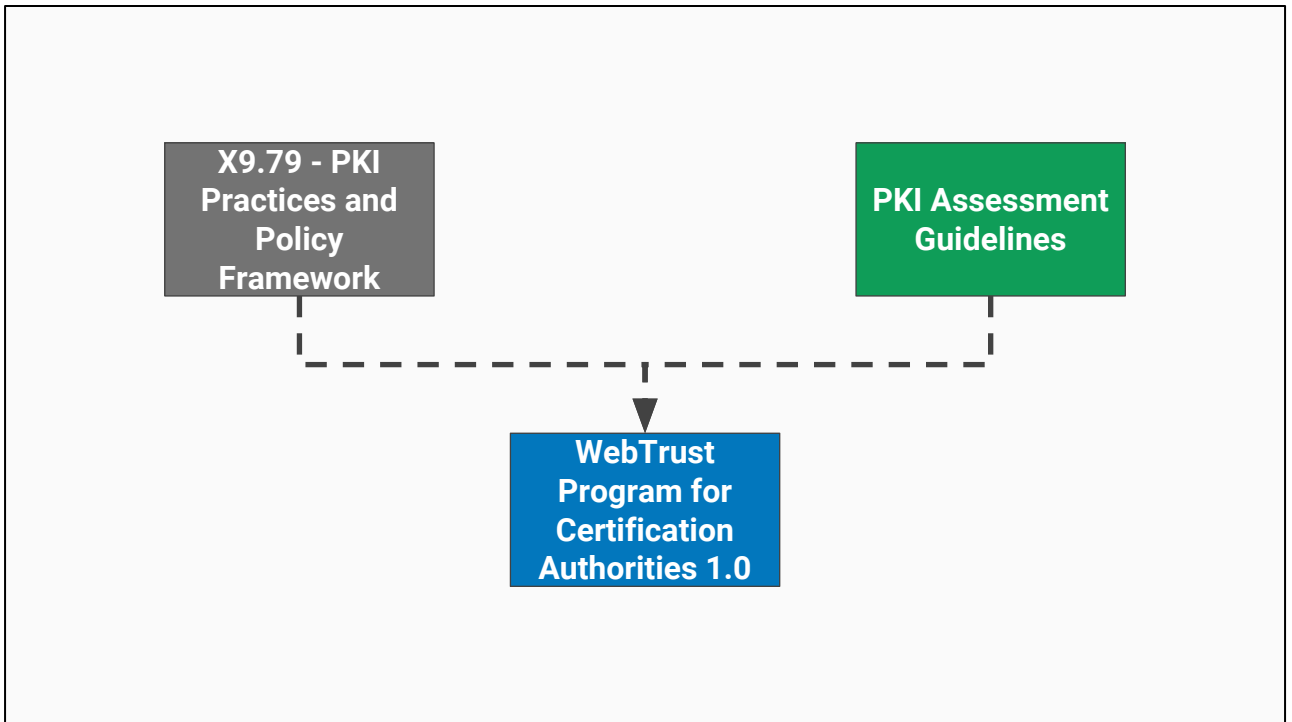 X9.79 - PKI
Practices and
Policy
Framework
PKI Assessment
Guidelines
WebTrust
Program for
Certification
Authorities 1.0